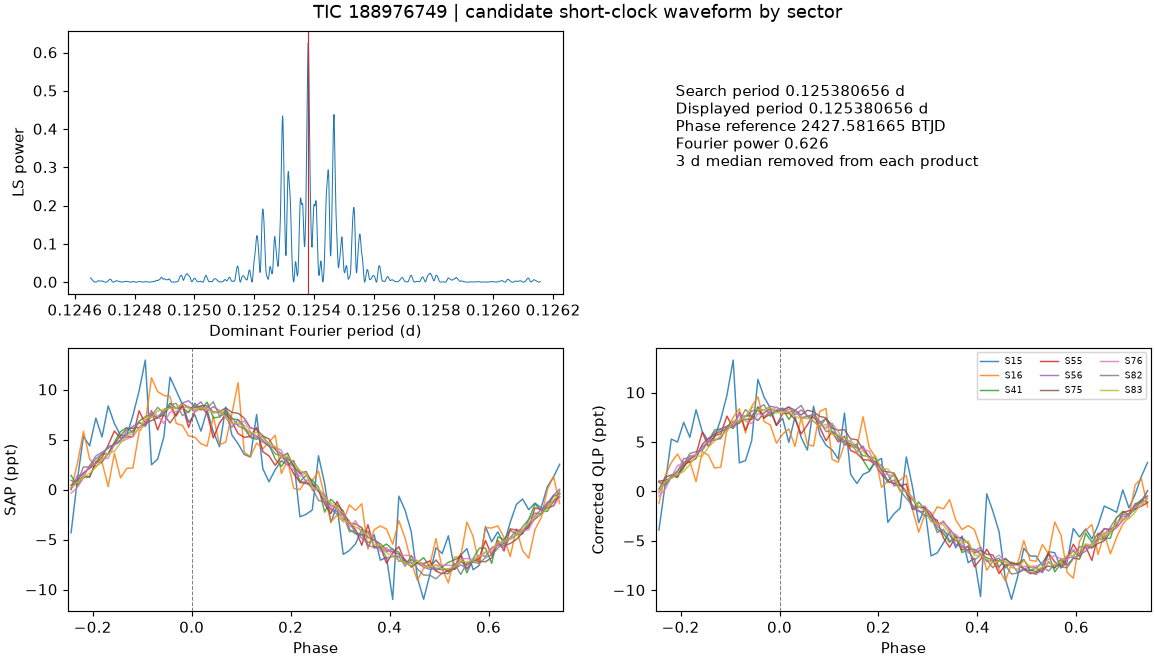 TIC 188976749 | candidate short-clock waveform by sector
LS power
0.6
0.5
0.4
0.3
0.2
0.1
0.0
0.1246 0.1248 0.1250 0.1252 0.1254 0.1256 0.1258 0.1260 0.1262
Dominant Fourier period (d)
Search period 0.125380656 d
Displayed period 0.125380656 d
Phase reference 2427.581665 BTJD
Fourier power 0.626
3 d median removed from each product
SAP (ppt)
10
5
0
−5
−10
−0.2 0.0 0.2 0.4 0.6
Phase
Corrected QLP (ppt)
10
5
0
−5
−10
S15 S55 S76
S16 S56 S82
S41 S75 S83
−0.2 0.0 0.2 0.4 0.6
Phase